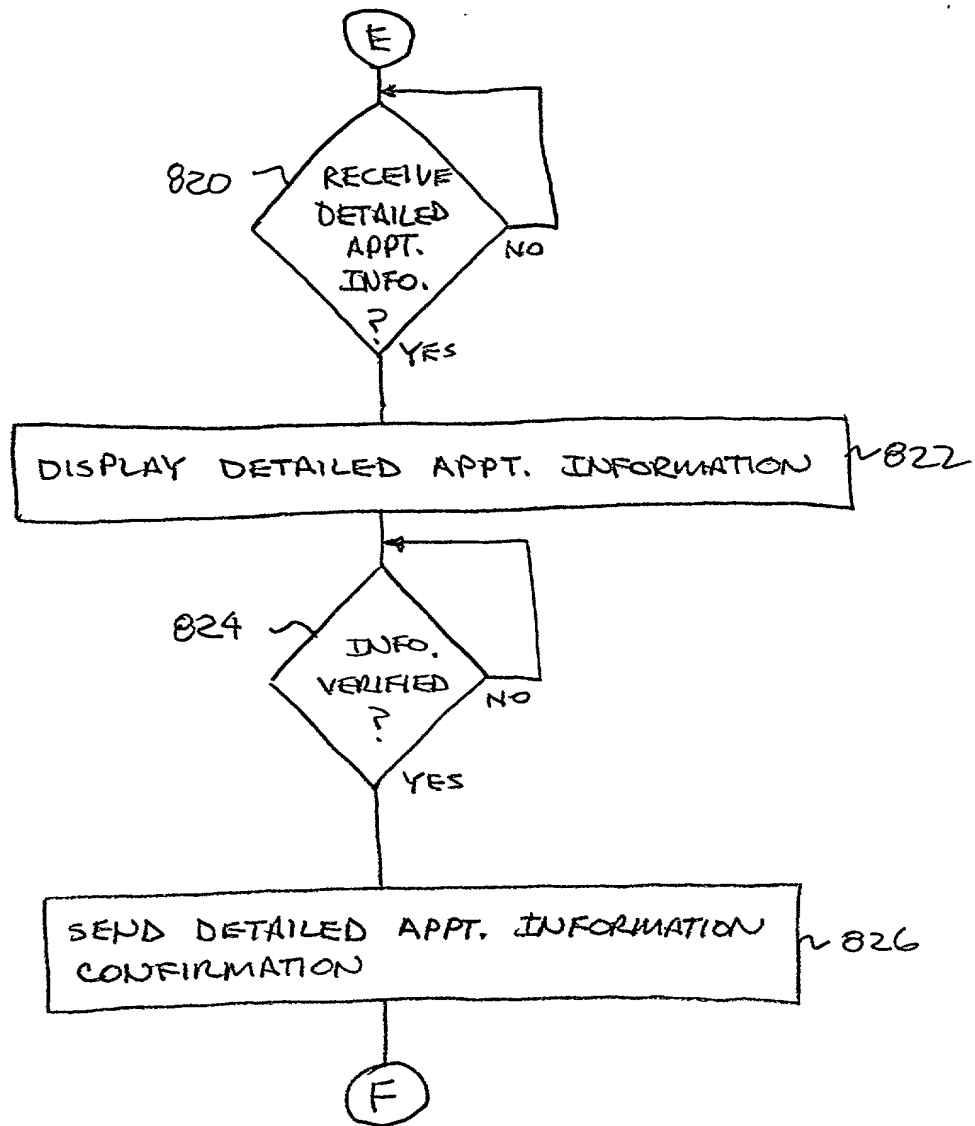 E
820
RECEIVE
DETAILED
APPT.
INFO.
?
NO
YES
DISPLAY DETAILED APPT. INFORMATION
822
824
INFO.
VERIFIED
?
NO
YES
SEND DETAILED APPT. INFORMATION
CONFIRMATION
826
F